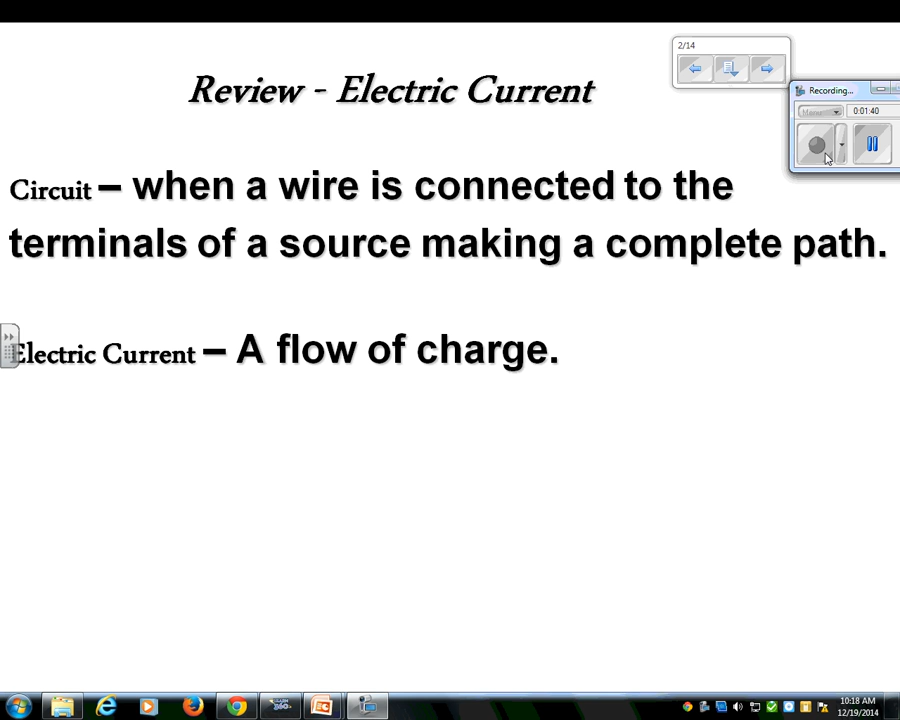 2/14
Review - Electric Current
Recording...
0:01:40
Circuit – when a wire is connected to the
terminals of a source making a complete path.
Electric Current – A flow of charge.
10:18 AM
12/19/2014